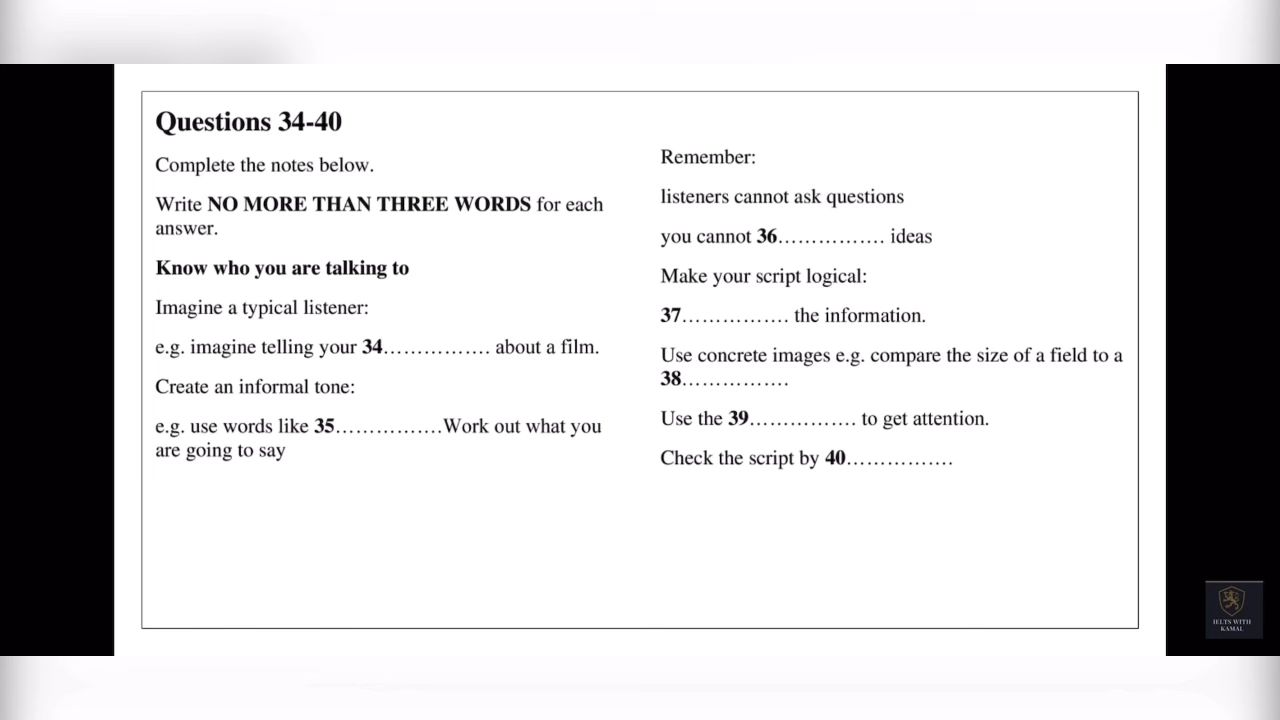 Questions 34-40
Complete the notes below.
Write NO MORE THAN THREE WORDS for each
answer.
Know who you are talking to
Imagine a typical listener:
e.g. imagine telling your 34……………. about a film.
Create an informal tone:
e.g. use words like 35…………….Work out what you
are going to say
Remember:
listeners cannot ask questions
you cannot 36……………. ideas
Make your script logical:
37……………. the information.
Use concrete images e.g. compare the size of a field to a
38…………….
Use the 39……………. to get attention.
Check the script by 40…………….
IELTS WITH
KAMAL